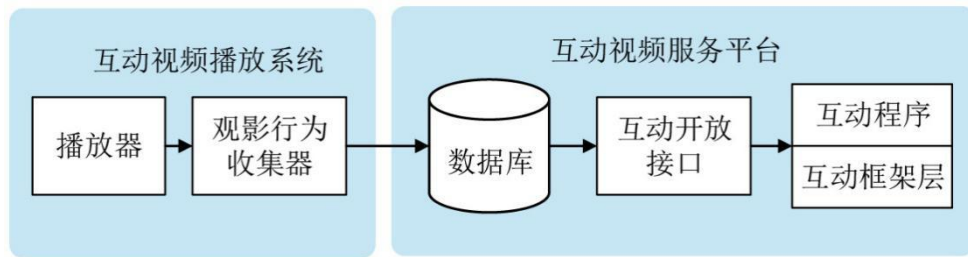 互动视频播放系统
播放器
观影行为
收集器
互动视频服务平台
数据库
互动开放
接口
互动程序
互动框架层